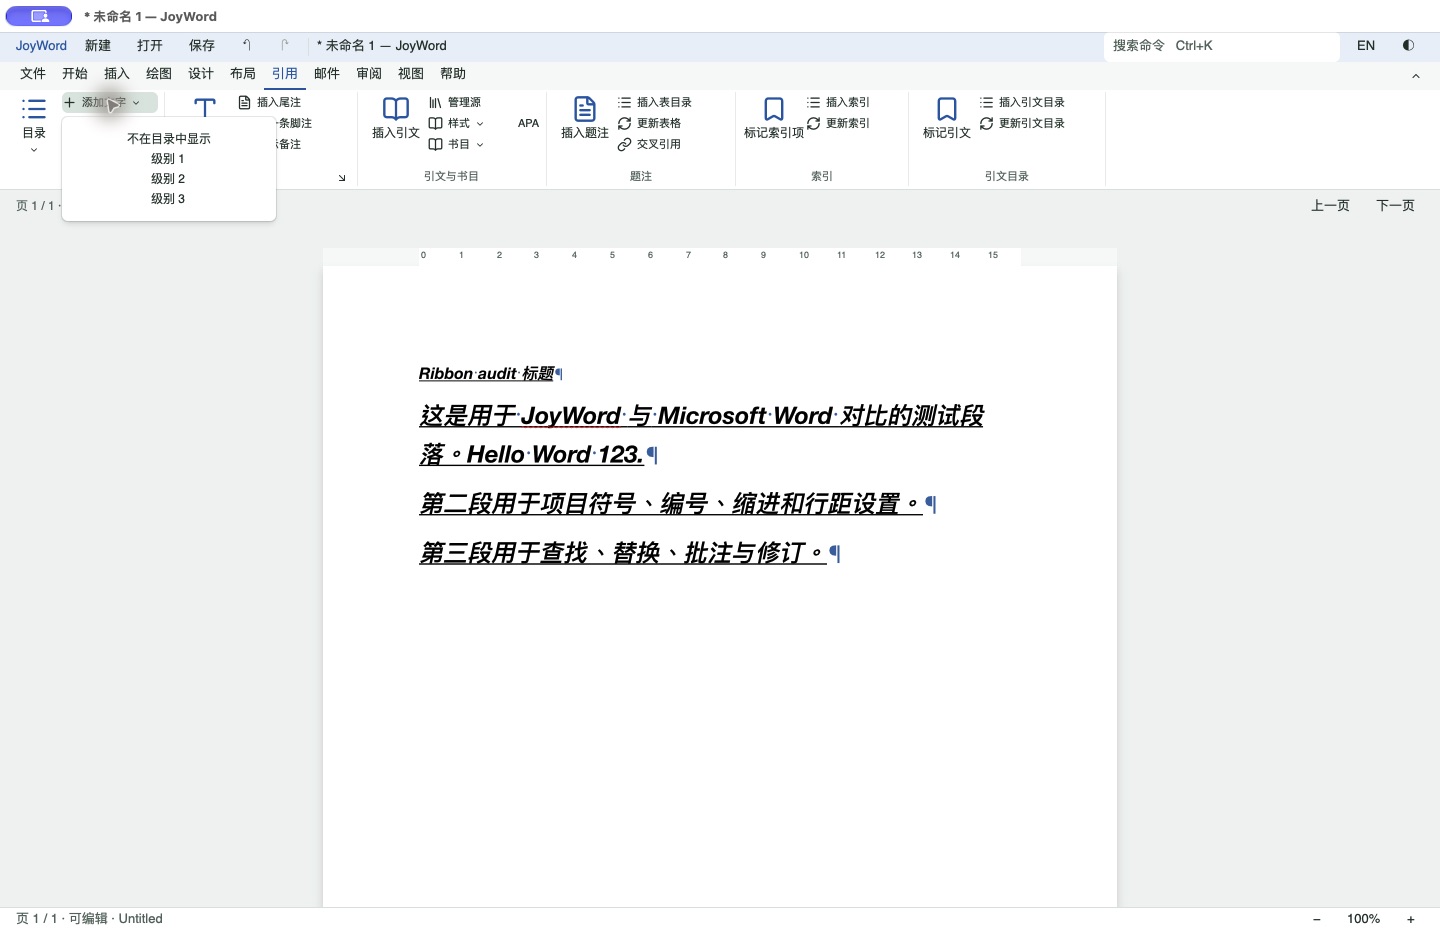 * 未命名 1 — JoyWord
JoyWord 新建 打开 保存 * 未命名 1 — JoyWord 搜索命令 Ctrl+K EN
文件 开始 插入 绘图 设计 布局 引用 邮件 审阅 视图 帮助
目录
插入尾注
条脚注
备注
不在目录中显示
级别 1
级别 2
级别 3
插入引文
管理源
样式
APA
书目
引文与书目
插入题注
插入表目录
更新表格
交叉引用
题注
标记索引项
插入索引
更新索引
索引
标记引文
插入引文目录
更新引文目录
引文目录
页 1 / 1 · 上一页 下一页
0 1 2 3 4 5 6 7 8 9 10 11 12 13 14 15
Ribbon·audit·标题¶
这是用于·JoyWord·与·Microsoft·Word·对比的测试段
落。Hello·Word·123.¶
第二段用于项目符号、编号、缩进和行距设置。¶
第三段用于查找、替换、批注与修订。¶
页 1 / 1 · 可编辑 · Untitled − 100% +